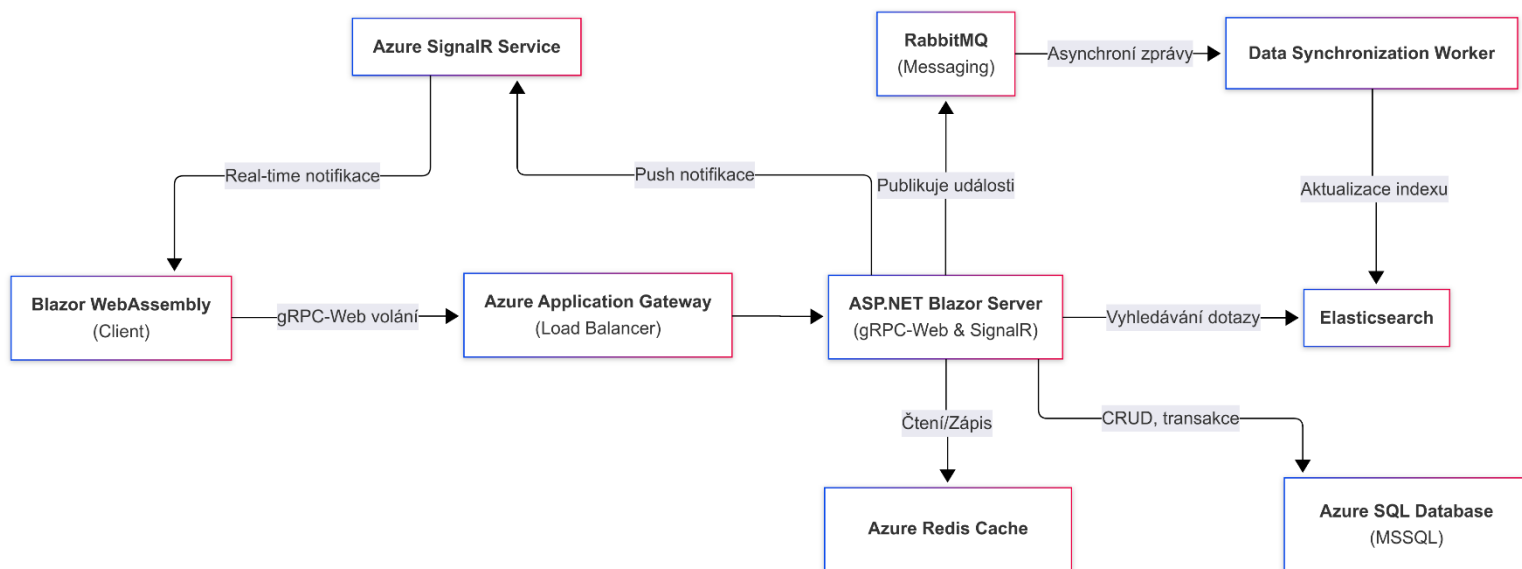 Azure SignalR Service
RabbitMQ
(Messaging)
Asynchroní zprávy
Data Synchronization Worker
Real-time notifikace
Push notifikace
Publikuje události
Aktualizace indexu
Blazor WebAssembly
(Client)
gRPC-Web volání
Azure Application Gateway
(Load Balancer)
ASP.NET Blazor Server
(gRPC-Web & SignalR)
Vyhledávání dotazy
Elasticsearch
Čtení/Zápis
CRUD, transakce
Azure Redis Cache
Azure SQL Database
(MSSQL)